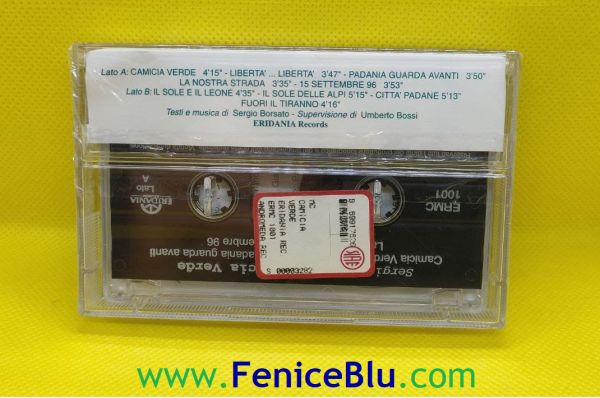 Lato A: CAMICIA VERDE 4'15" - LIBERTA' ... LIBERTA' 3'47" - PADANIA GUARDA AVANTI 3'50"
LA NOSTRA STRADA 3'35" - 15 SETTEMBRE 96 3'53"
Lato B: IL SOLE E IL LEONE 4'35" - IL SOLE DELLE ALPI 5'15" - CITTA' PADANE 5'13"
FUORI IL TIRANNO 4'16"
Testi e musica di Sergio Borsato - Supervisione di Umberto Bossi
ERIDANIA Records
ERMC
1001
ERIDANIA
Lato
A
MC
CAMICIA
VERDE
ERIDANIA REC
ERMC 1001
ANDROMEDA REC
Camicia Verd
Verde
adania guarda avanti
embre 96
www.FeniceBlu.com